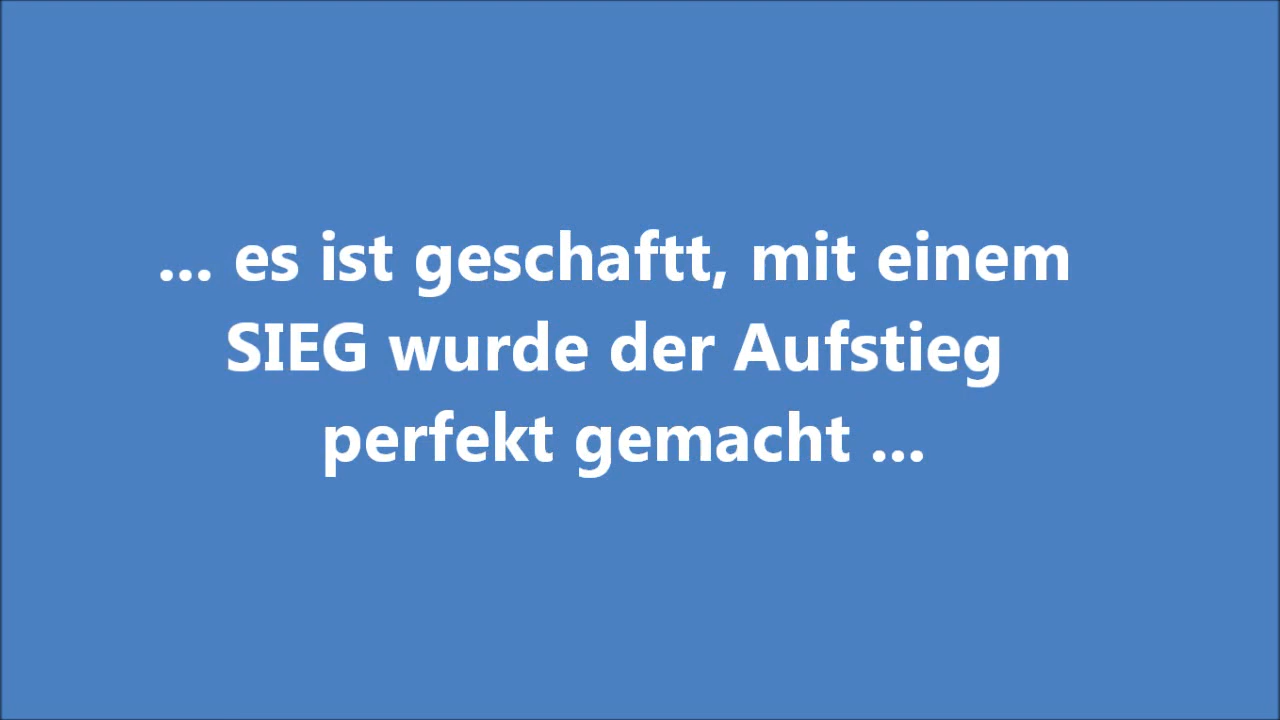 ... es ist geschaftt, mit einem
SIEG wurde der Aufstieg
perfekt gemacht ...